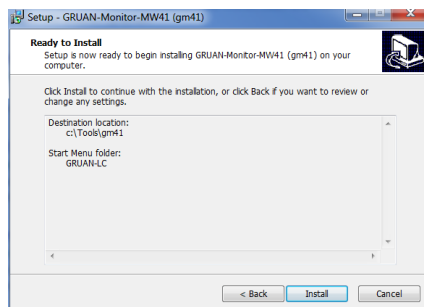 Setup - GRUAN-Monitor-MW41 (gm41)
Ready to Install
Setup is now ready to begin installing GRUAN-Monitor-MW41 (gm41) on your
computer.
Click Install to continue with the installation, or click Back if you want to review or
change any settings.
Destination location:
c:\Tools\gm41
Start Menu folder:
GRUAN-LC
< Back Install Cancel